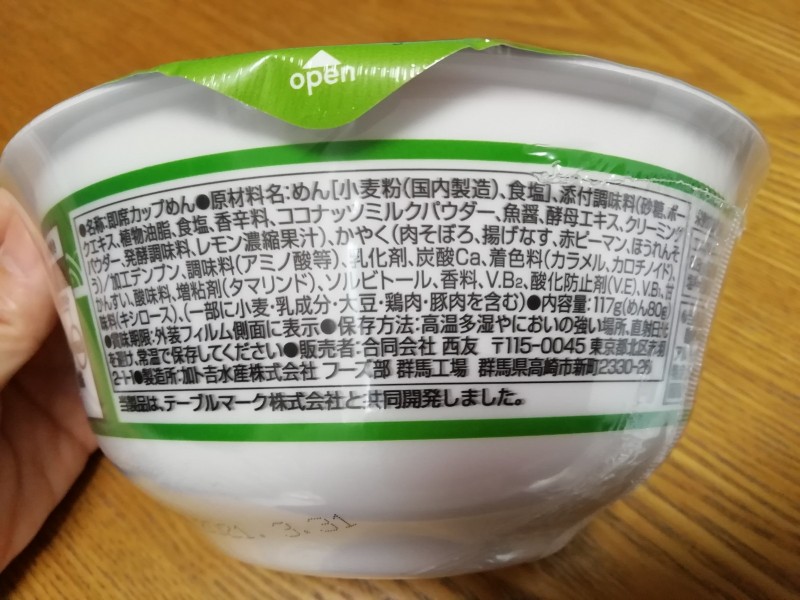 open
●名称:即席カップめん●原材料名:めん[小麦粉(国内製造)、食塩]、添付調味料(砂糖、ポー
クエキス、植物油脂、食塩、香辛料、ココナッツミルクパウダー、魚醤、酵母エキス、クリーミング
パウダー、発酵調味料、レモン濃縮果汁)、かやく(肉そぼろ、揚げなす、赤ピーマン、ほうれんそ
う)/加工デンプン、調味料(アミノ酸等)、乳化剤、炭酸Ca、着色料(カラメル、カロチノイド)、
かんすい、酸味料、増粘剤(タマリンド)、ソルビトール、香料、V.B₂、酸化防止剤(V.E)、V.B₁、甘
味料(キシロース)、(一部に小麦・乳成分・大豆・鶏肉・豚肉を含む)●内容量:117g(めん80g)
●賞味期限:外装フィルム側面に表示●保存方法:高温多湿やにおいの強い場所、直射日光
を避け、常温で保存してください●販売者:合同会社 西友 〒115-0045 東京都北区赤羽
2-1-1●製造所:加ト吉水産株式会社 フーズ部 群馬工場 群馬県高崎市新町2330-26
当製品は、テーブルマーク株式会社と共同開発しました。
2021.3.31